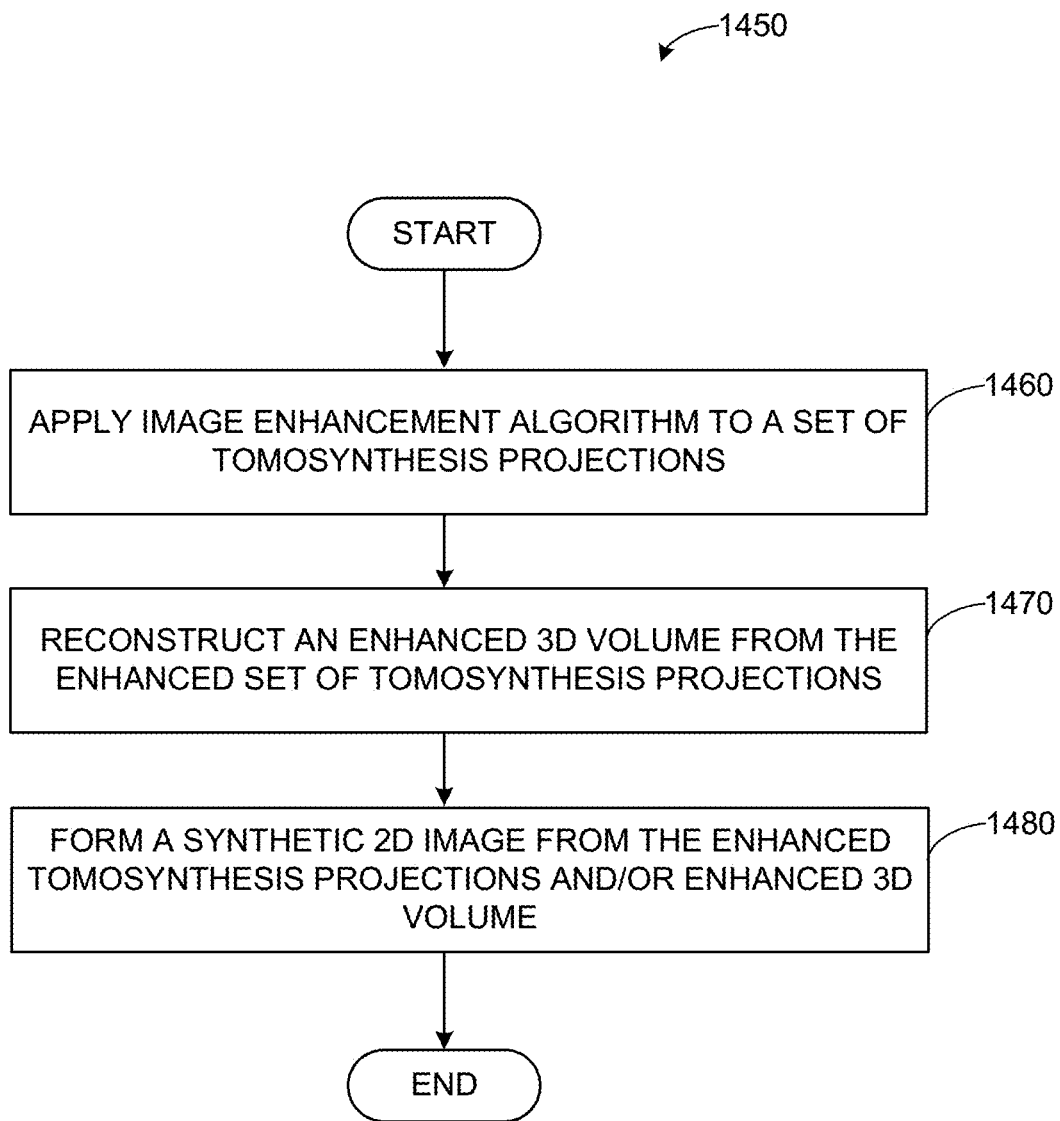 1450
START
1460
APPLY IMAGE ENHANCEMENT ALGORITHM TO A SET OF
TOMOSYNTHESIS PROJECTIONS
1470
RECONSTRUCT AN ENHANCED 3D VOLUME FROM THE
ENHANCED SET OF TOMOSYNTHESIS PROJECTIONS
1480
FORM A SYNTHETIC 2D IMAGE FROM THE ENHANCED
TOMOSYNTHESIS PROJECTIONS AND/OR ENHANCED 3D
VOLUME
END